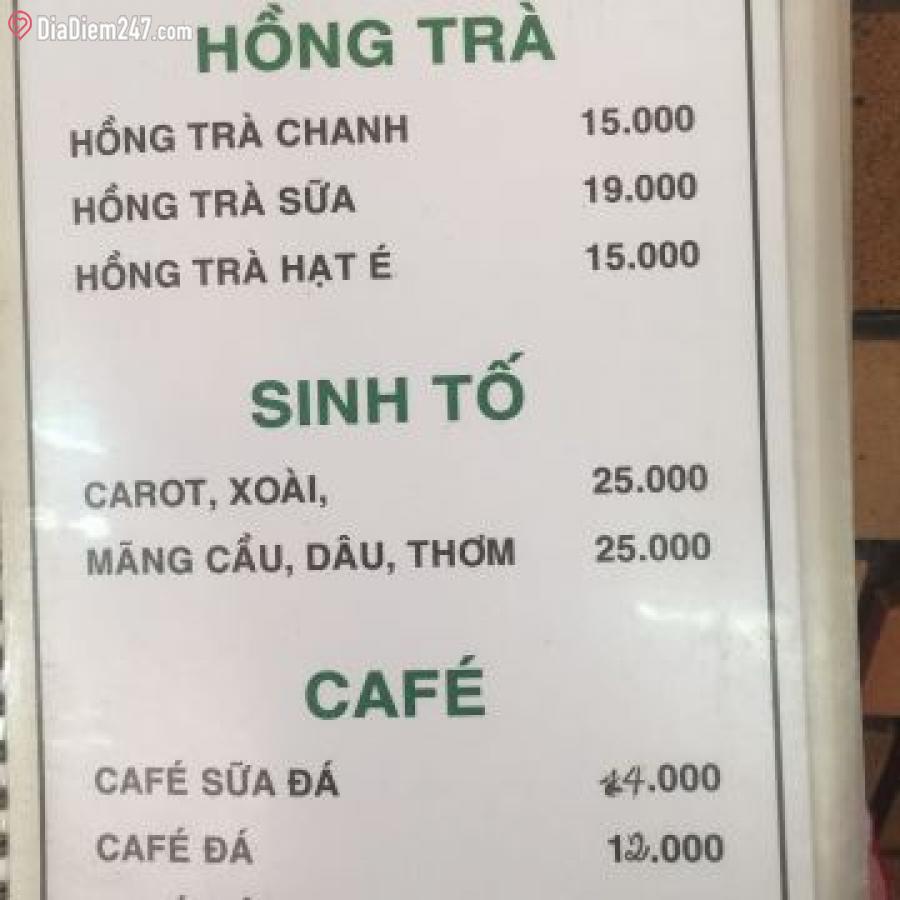 DiaDiem247.com
HỒNG TRÀ
HỒNG TRÀ CHANH 15.000
HỒNG TRÀ SỮA 19.000
HỒNG TRÀ HẠT É 15.000
SINH TỐ
CAROT, XOÀI, 25.000
MÃNG CẦU, DÂU, THƠM 25.000
CAFÉ
CAFÉ SỮA ĐÁ 14.000
CAFÉ ĐÁ 12.000